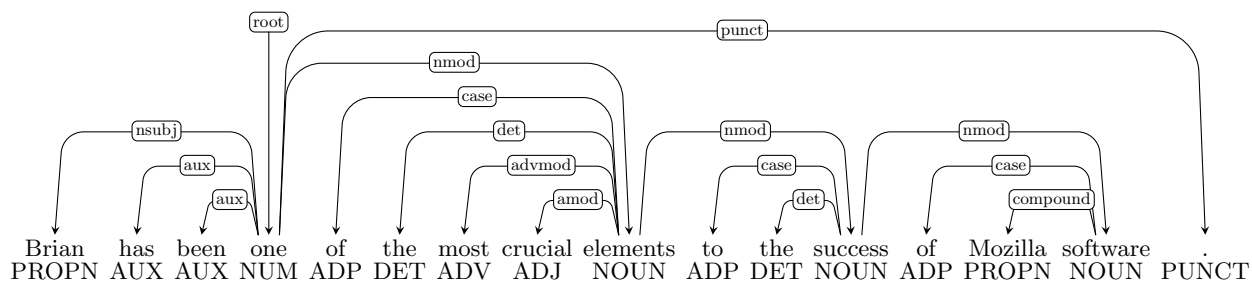 root
punct
nmod
case
nsubj det nmod nmod
aux advmod case case
aux amod det compound
Brian has been one of the most crucial elements to the success of Mozilla software .
PROPN AUX AUX NUM ADP DET ADV ADJ NOUN ADP DET NOUN ADP PROPN NOUN PUNCT